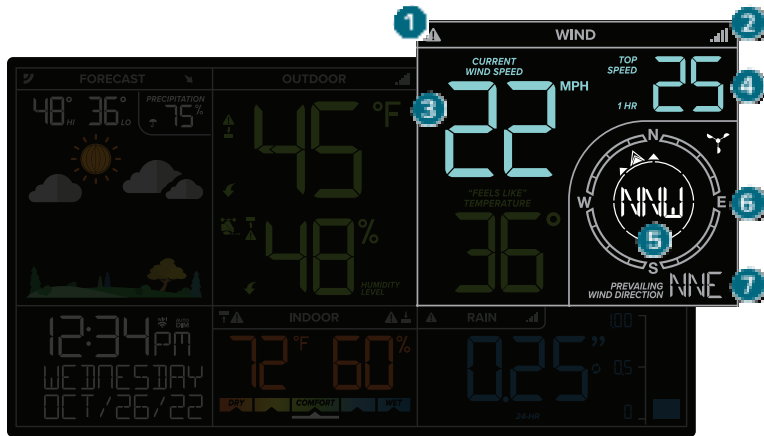 1
WIND
2
FORECAST
OUTDOOR
CURRENT
WIND SPEED
3
22 MPH
TOP
SPEED
1 HR
25
4
48° HI
36° LO
PRECIPITATION
75%
45 °F
48%
HUMIDITY
LEVEL
"FEELS LIKE"
TEMPERATURE
36°
N
W
E
S
NNW
5
6
PREVAILING
WIND DIRECTION
NNE
7
12:34 PM
AUTO
DIM
WEDNESDAY
OCT/26/22
INDOOR
72 °F
60%
DRY
COMFORT
WET
RAIN
0.25"
24-HR
1.00
0.5
0